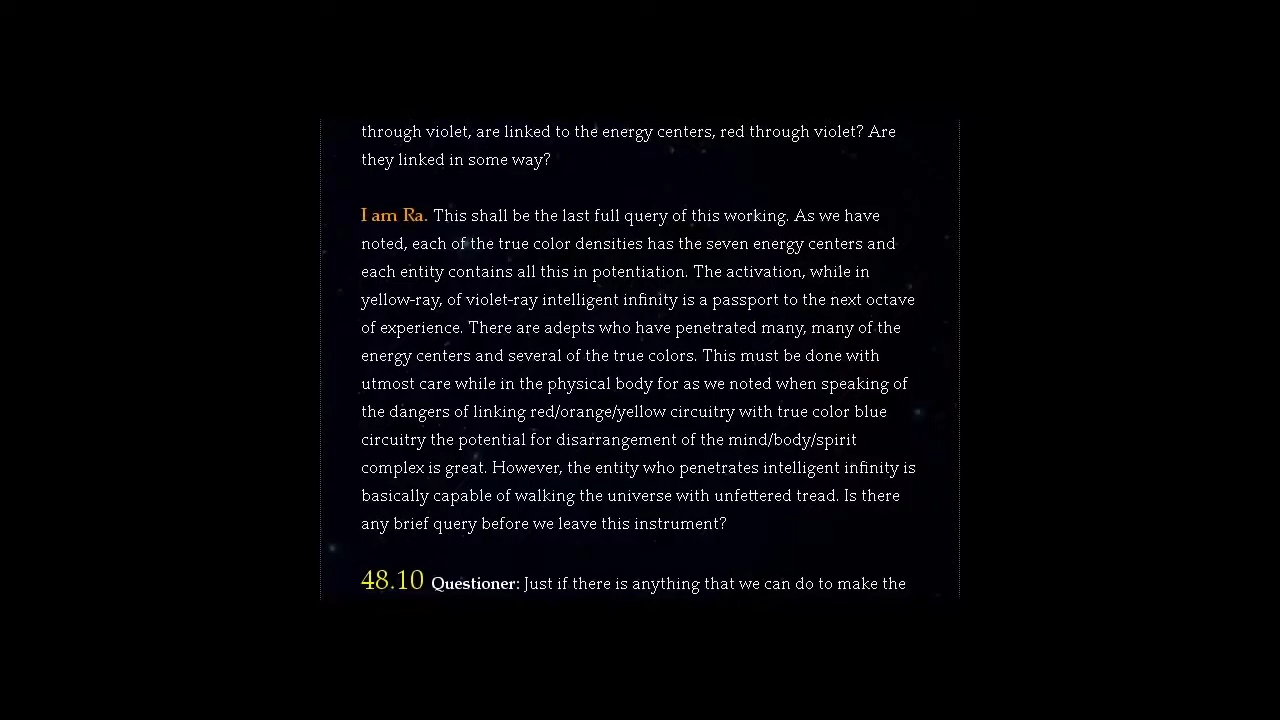 through violet, are linked to the energy centers, red through violet? Are
they linked in some way?
I am Ra. This shall be the last full query of this working. As we have
noted, each of the true color densities has the seven energy centers and
each entity contains all this in potentiation. The activation, while in
yellow-ray, of violet-ray intelligent infinity is a passport to the next octave
of experience. There are adepts who have penetrated many, many of the
energy centers and several of the true colors. This must be done with
utmost care while in the physical body for as we noted when speaking of
the dangers of linking red/orange/yellow circuitry with true color blue
circuitry the potential for disarrangement of the mind/body/spirit
complex is great. However, the entity who penetrates intelligent infinity is
basically capable of walking the universe with unfettered tread. Is there
any brief query before we leave this instrument?
48.10 Questioner: Just if there is anything that we can do to make the